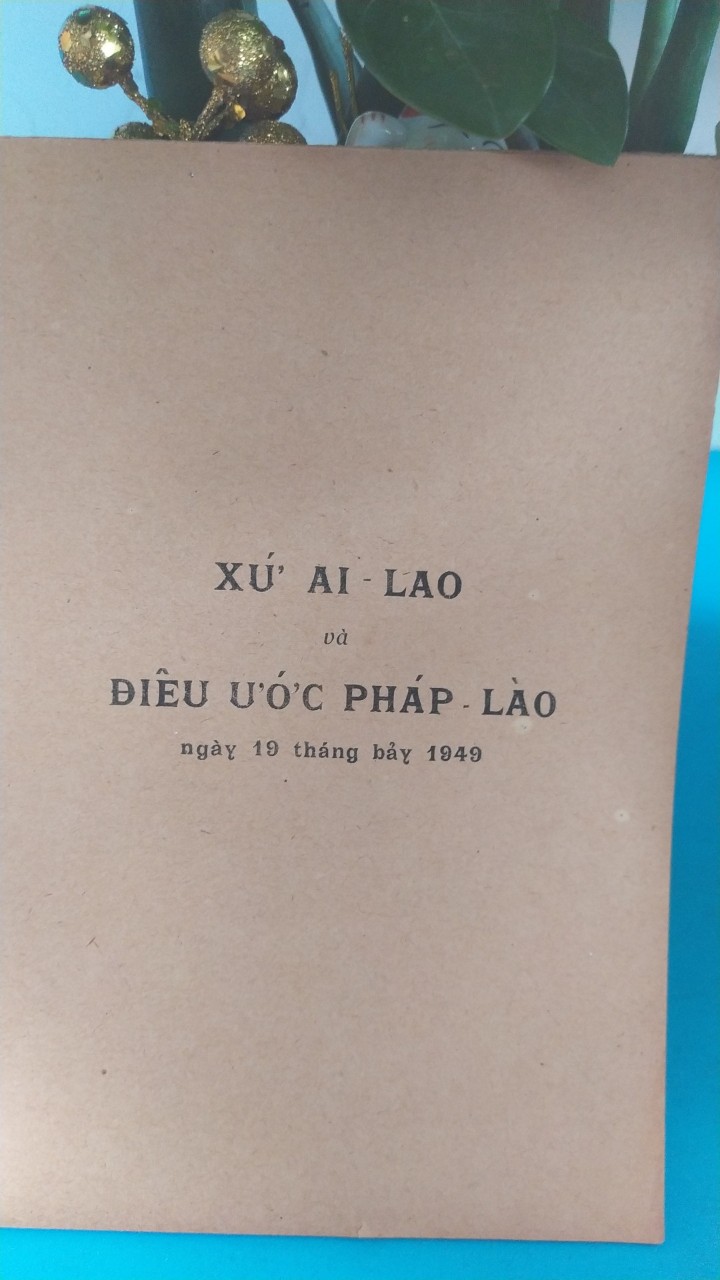 XỨ AI - LAO
và
ĐIỀU ƯỚC PHÁP - LÀO
ngày 19 tháng bảy 1949